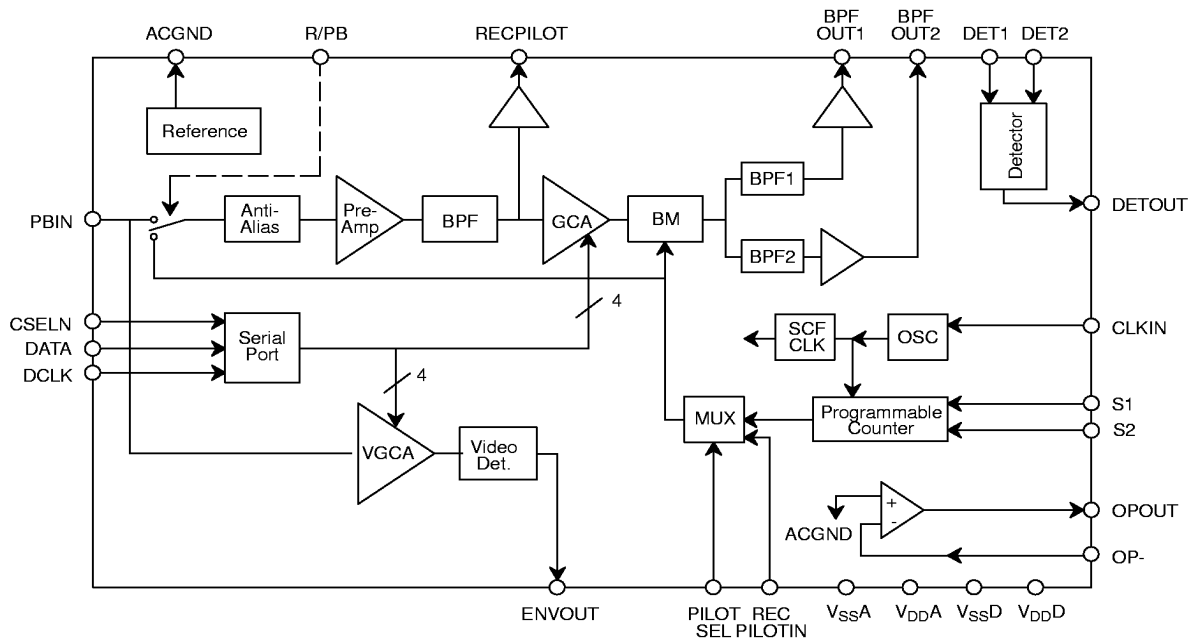 ACGND
R/PB
RECPILOT
BPF
OUT1
BPF
OUT2
DET1
DET2
Reference
Detector
PBIN
Anti-
Alias
Pre-
Amp
BPF
GCA
BM
BPF1
BPF2
DETOUT
4
CSELN
DATA
DCLK
Serial
Port
4
SCF
CLK
OSC
CLKIN
MUX
Programmable
Counter
S1
S2
VGCA
Video
Det.
+
-
ACGND
OPOUT
OP-
ENVOUT
PILOT
SEL
REC
PILOTIN
VSSA
VDDA
VSSD
VDDD